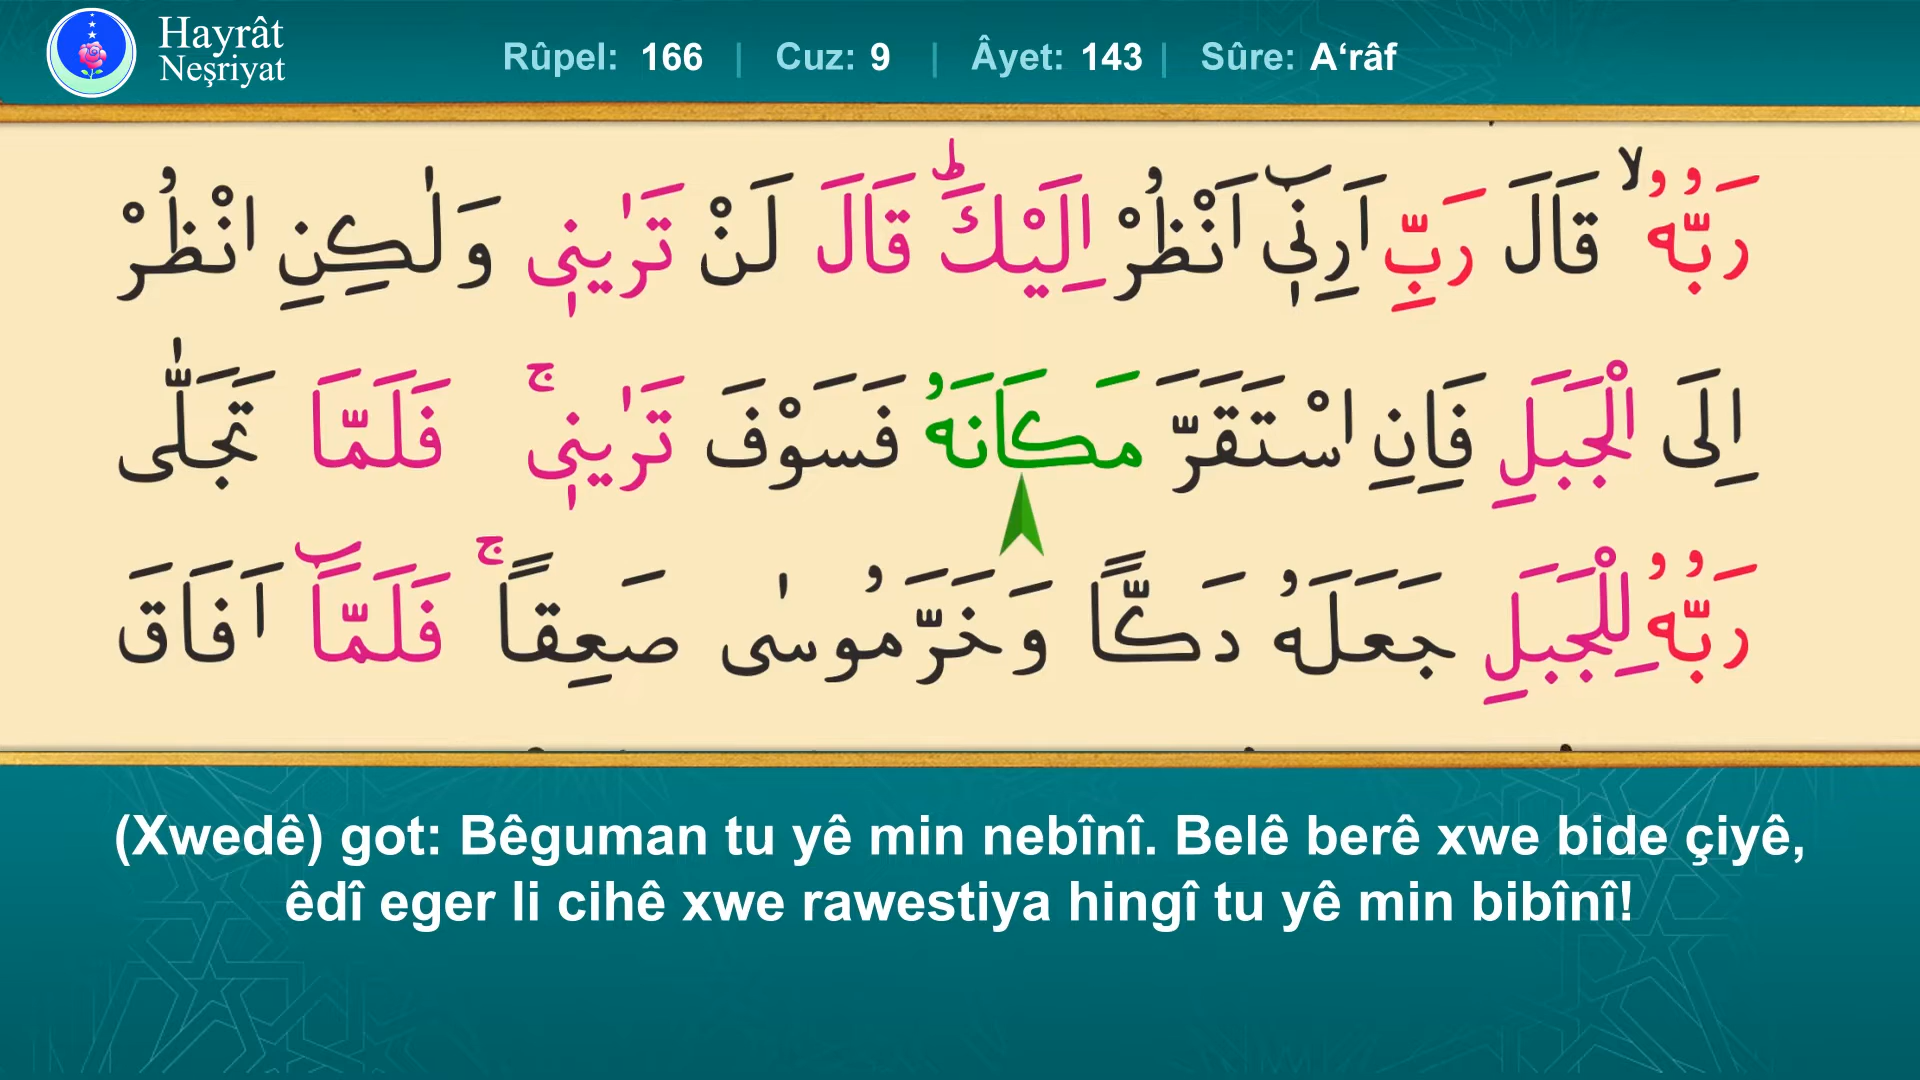 Hayrât
Neşriyat
Rûpel: 166 | Cuz: 9 | Âyet: 143 | Sûre: A‘râf
رَبُّهُۙ قَالَ رَبِّ اَرِنٖٓي اَنْظُرْ اِلَيْكَؕ قَالَ لَنْ تَرٰينٖي وَلٰكِنِ انْظُرْ
اِلَى الْجَبَلِ فَاِنِ اسْتَقَرَّ مَكَانَهُ فَسَوْفَ تَرٰينٖيۚ فَلَمَّا تَجَلّٰى
رَبُّهُ لِلْجَبَلِ جَعَلَهُ دَكًّا وَخَرَّ مُوسٰى صَعِقًاۚ فَلَمَّٓا اَفَاقَ
(Xwedê) got: Bêguman tu yê min nebînî. Belê berê xwe bide çiyê,
êdî eger li cihê xwe rawestiya hingî tu yê min bibînî!